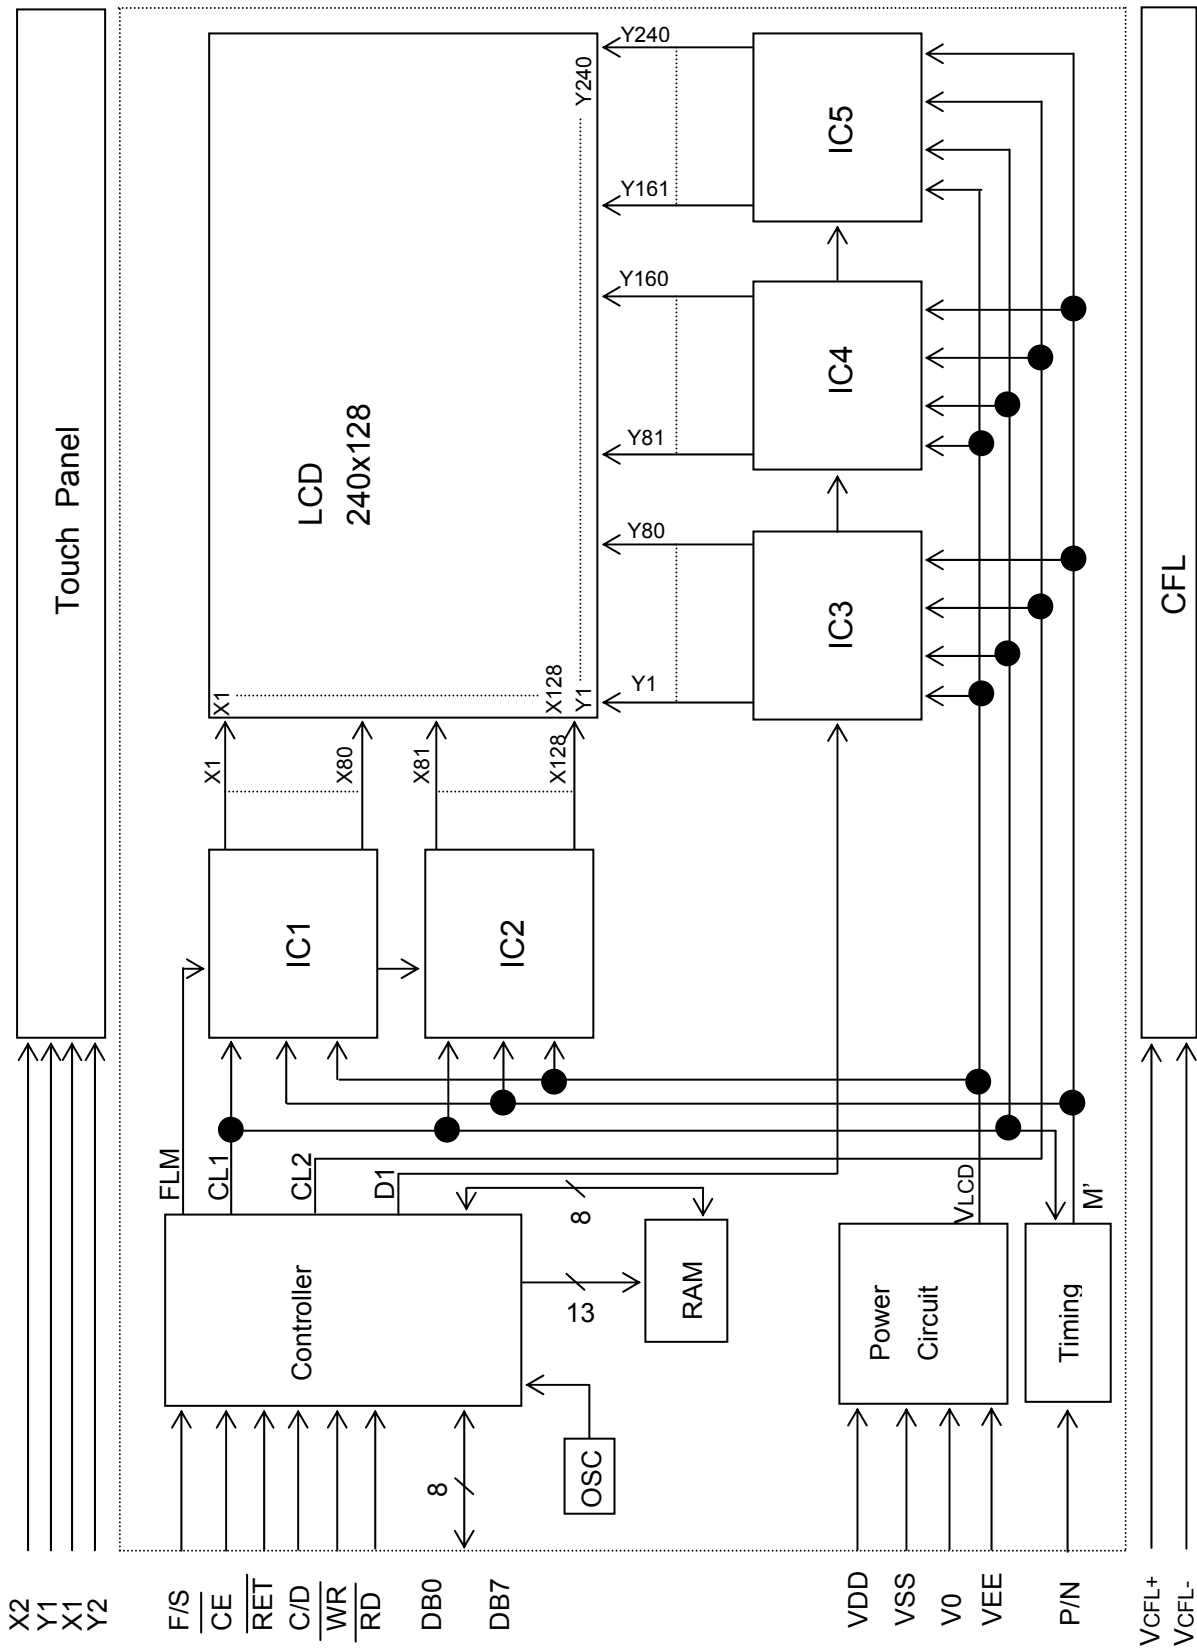 Touch Panel
X2
Y1
X1
Y2
F/S
CE
RET
C/D
WR
RD
DB0
DB7
8
Controller
FLM
CL1
CL2
D1
8
13
RAM
OSC
IC1
IC2
X1
X80
X81
X128
X1
X128
Y1
Y240
LCD
240x128
Y1
Y80
Y81
Y160
Y161
Y240
IC3
IC4
IC5
VDD
VSS
V0
VEE
P/N
Power
Circuit
VLCD
Timing
M'
CFL
VCFL+
VCFL-